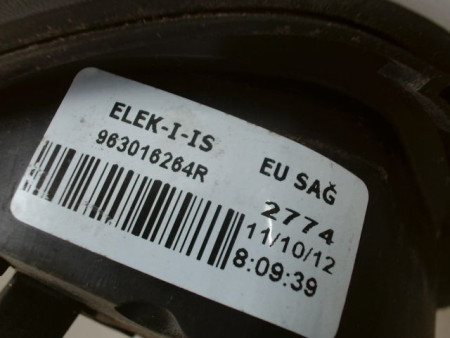 ELEK-I-IS
963016264R
EU SAĞ
2774
11/10/12
8:09:39